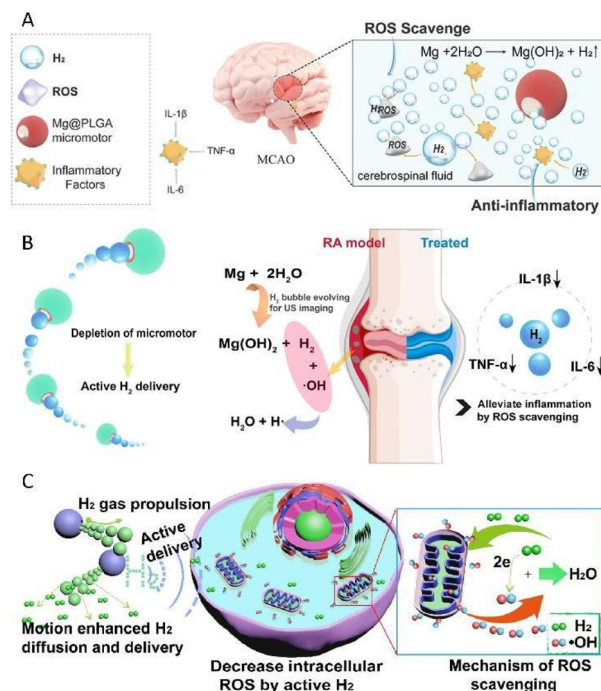 A
H₂
ROS
Mg@PLGA
micromotor
Inflammatory
Factors
IL-1β
TNF-α
IL-6
MCAO
ROS Scavenge
Mg +2H₂O → Mg(OH)₂ + H₂↑
HROS
ROS
H₂
H₂
cerebrospinal fluid
Anti-inflammatory
B
Depletion of micromotor
Active H₂ delivery
Mg + 2H₂O
H₂ bubble evolving
for US imaging
Mg(OH)₂ + H₂
+
·OH
H₂O + H·
RA model
Treated
IL-1β↓
H₂
TNF-α↓
IL-6↓
Alleviate inflammation
by ROS scavenging
C
H₂ gas propulsion
Active
delivery
Motion enhanced H₂
diffusion and delivery
Decrease intracellular
ROS by active H₂
2e
+
H₂O
H₂
·OH
Mechanism of ROS
scavenging